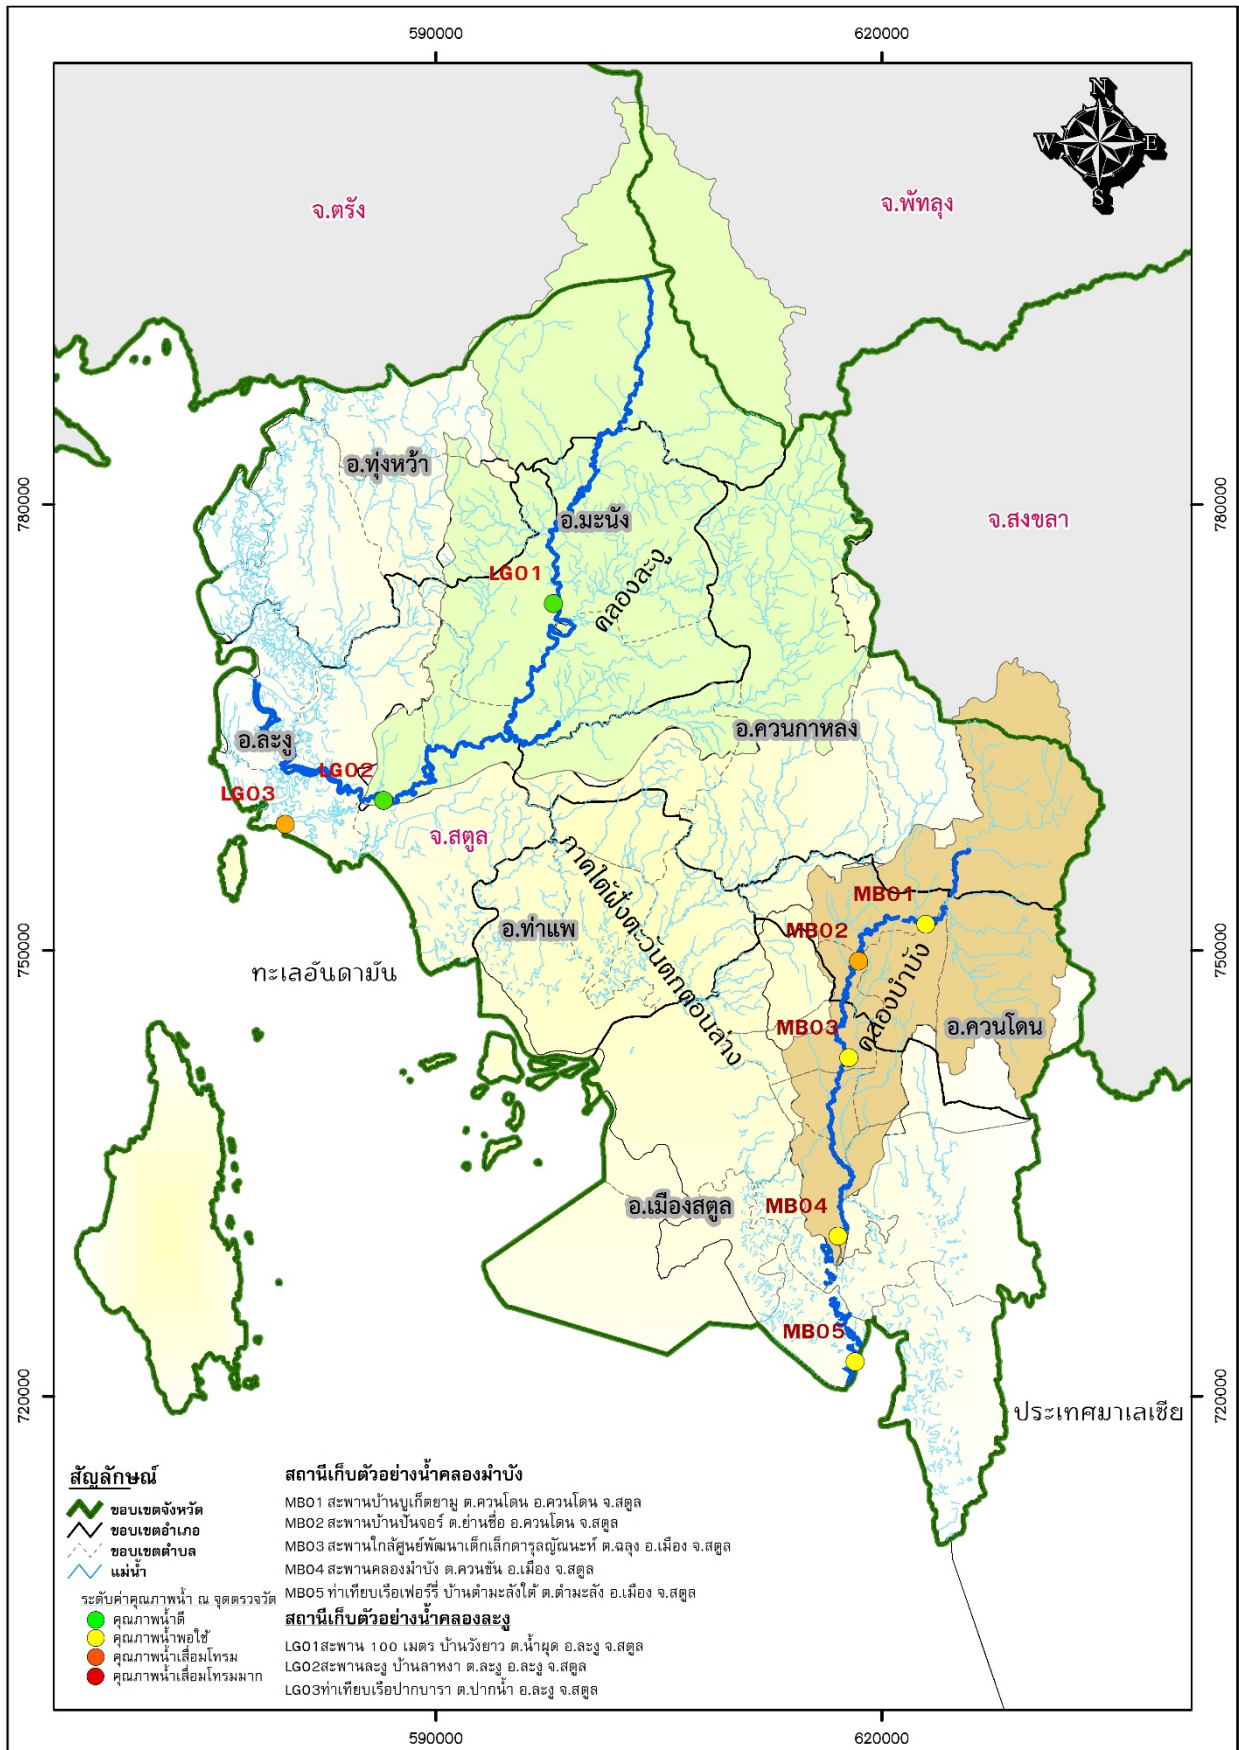 590000
620000
N
W
E
S
จ.ตรัง
จ.พัทลุง
อ.ทุ่งหว้า
780000
780000
อ.มะนัง
จ.สงขลา
LG01
คลองละงู
อ.ควนกาหลง
อ.ละงู
LG02
LG03
จ.สตูล
ภาคใต้ฝั่งตะวันตกตอนล่าง
MB01
MB02
อ.ท่าแพ
750000
750000
ทะเลอันดามัน
คลองบำบัง
MB03
อ.ควนโดน
อ.เมืองสตูล
MB04
MB05
720000
720000
ประเทศมาเลเซีย
สัญลักษณ์
ขอบเขตจังหวัด
ขอบเขตอำเภอ
ขอบเขตตำบล
แม่น้ำ
ระดับค่าคุณภาพน้ำ ณ จุดตรวจวัด
คุณภาพน้ำดี
คุณภาพน้ำพอใช้
คุณภาพน้ำเสื่อมโทรม
คุณภาพน้ำเสื่อมโทรมมาก
สถานีเก็บตัวอย่างน้ำคลองมำบัง
MB01 สะพานบ้านบูเก็ตยามู ต.ควนโดน อ.ควนโดน จ.สตูล
MB02 สะพานบ้านปันจอร์ ต.ย่านซื่อ อ.ควนโดน จ.สตูล
MB03 สะพานใกล้ศูนย์พัฒนาเด็กเล็กดารุลญัณนะห์ ต.ฉลุง อ.เมือง จ.สตูล
MB04 สะพานคลองมำบัง ต.ควนขัน อ.เมือง จ.สตูล
MB05 ท่าเทียบเรือเฟอร์รี่ บ้านตำมะลังใต้ ต.ตำมะลัง อ.เมือง จ.สตูล
สถานีเก็บตัวอย่างน้ำคลองละงู
LG01สะพาน 100 เมตร บ้านวังยาว ต.น้ำผุด อ.ละงู จ.สตูล
LG02สะพานละงู บ้านลาหงา ต.ละงู อ.ละงู จ.สตูล
LG03ท่าเทียบเรือปากบารา ต.ปากน้ำ อ.ละงู จ.สตูล
590000
620000